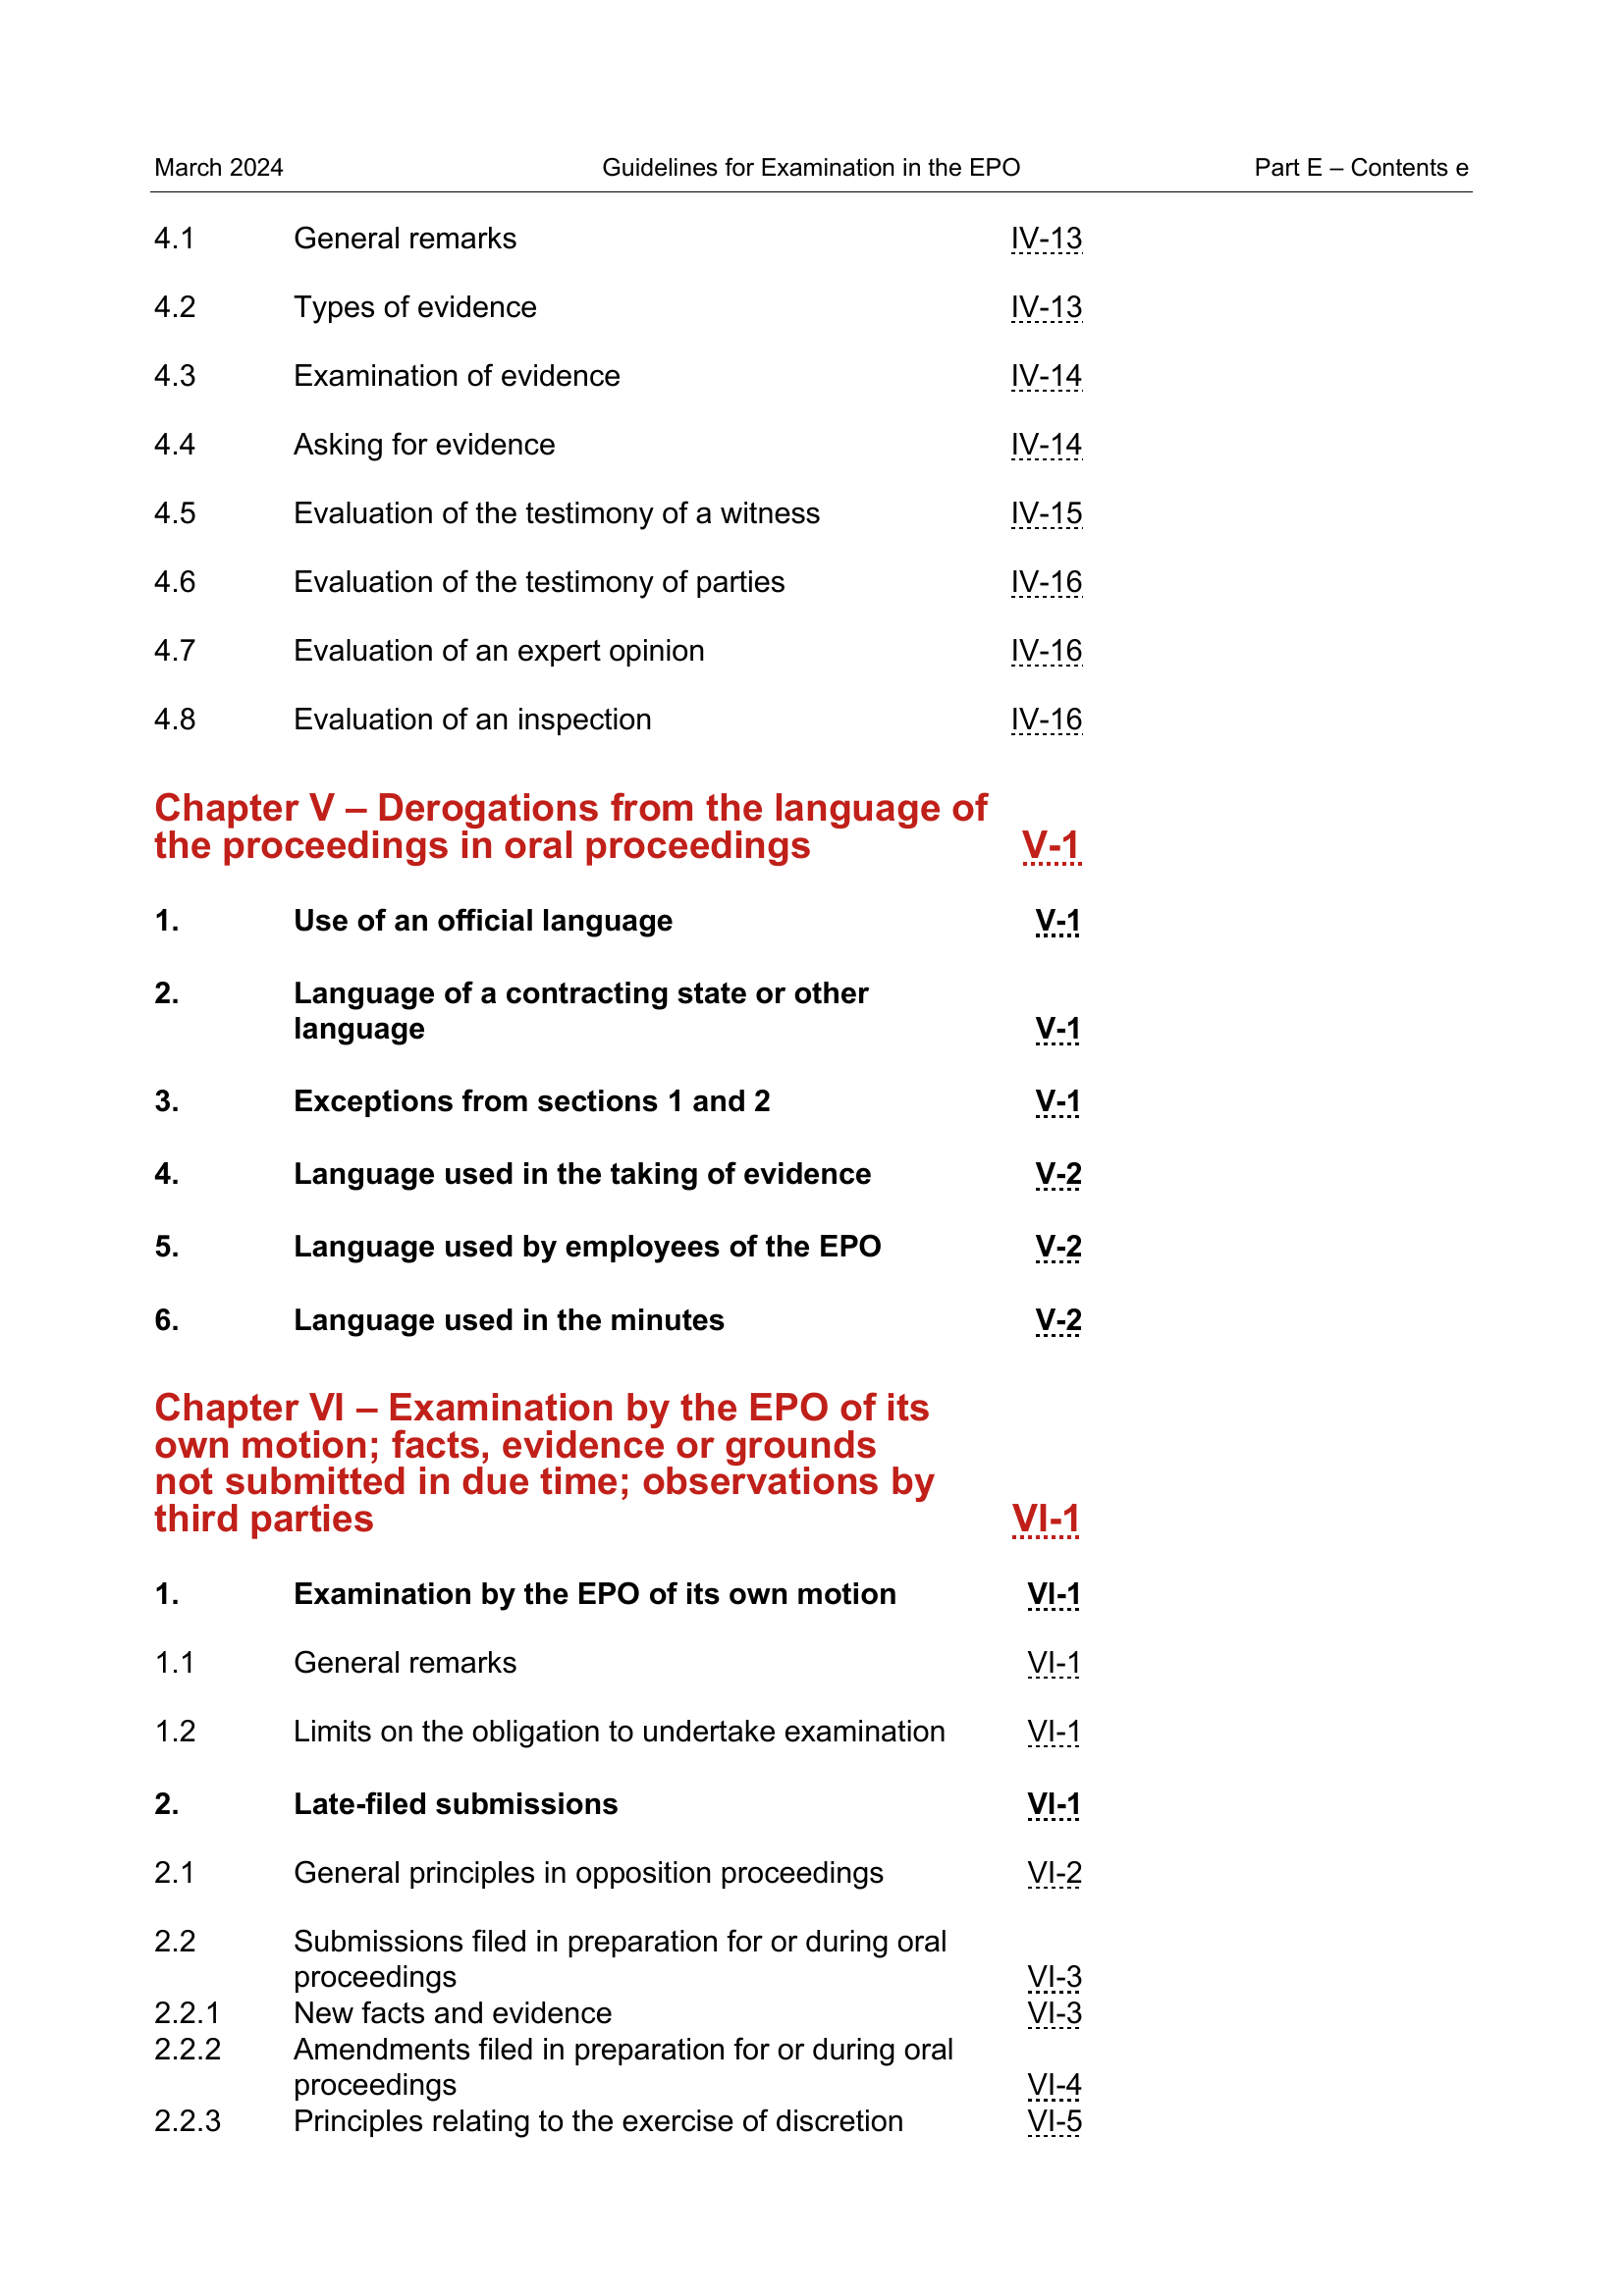 March 2024 Guidelines for Examination in the EPO Part E – Contents e
4.1 General remarks IV-13
4.2 Types of evidence IV-13
4.3 Examination of evidence IV-14
4.4 Asking for evidence IV-14
4.5 Evaluation of the testimony of a witness IV-15
4.6 Evaluation of the testimony of parties IV-16
4.7 Evaluation of an expert opinion IV-16
4.8 Evaluation of an inspection IV-16
Chapter V – Derogations from the language of
the proceedings in oral proceedings V-1
1. Use of an official language V-1
2. Language of a contracting state or other
language V-1
3. Exceptions from sections 1 and 2 V-1
4. Language used in the taking of evidence V-2
5. Language used by employees of the EPO V-2
6. Language used in the minutes V-2
Chapter VI – Examination by the EPO of its
own motion; facts, evidence or grounds
not submitted in due time; observations by
third parties VI-1
1. Examination by the EPO of its own motion VI-1
1.1 General remarks VI-1
1.2 Limits on the obligation to undertake examination VI-1
2. Late-filed submissions VI-1
2.1 General principles in opposition proceedings VI-2
2.2 Submissions filed in preparation for or during oral
proceedings VI-3
2.2.1 New facts and evidence VI-3
2.2.2 Amendments filed in preparation for or during oral
proceedings VI-4
2.2.3 Principles relating to the exercise of discretion VI-5